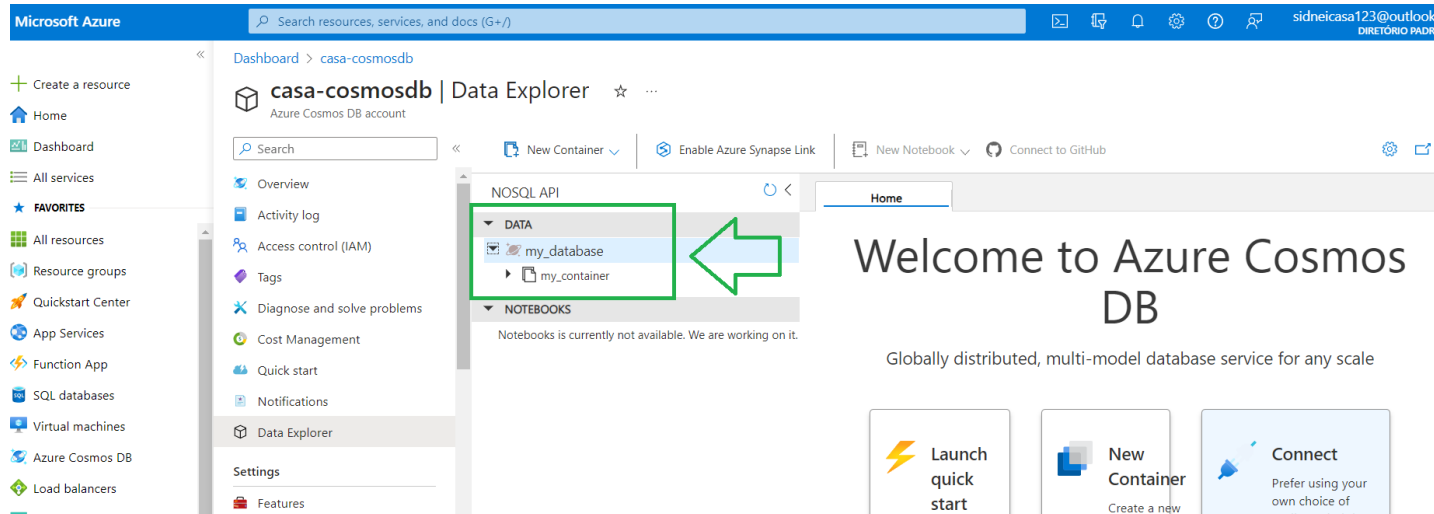 Microsoft Azure
Search resources, services, and docs (G+/)
sidneicasa123@outlook
DIRETÓRIO PADR
Dashboard > casa-cosmosdb
Create a resource
Home
Dashboard
All services
FAVORITES
All resources
Resource groups
Quickstart Center
App Services
Function App
SQL databases
Virtual machines
Azure Cosmos DB
Load balancers
casa-cosmosdb | Data Explorer
Azure Cosmos DB account
Search
Overview
Activity log
Access control (IAM)
Tags
Diagnose and solve problems
Cost Management
Quick start
Notifications
Data Explorer
Settings
Features
New Container
Enable Azure Synapse Link
New Notebook
Connect to GitHub
NOSQL API
DATA
my_database
my_container
NOTEBOOKS
Notebooks is currently not available. We are working on it.
Home
Welcome to Azure Cosmos
DB
Globally distributed, multi-model database service for any scale
Launch
quick
start
New
Container
Create a new
Connect
Prefer using your
own choice of